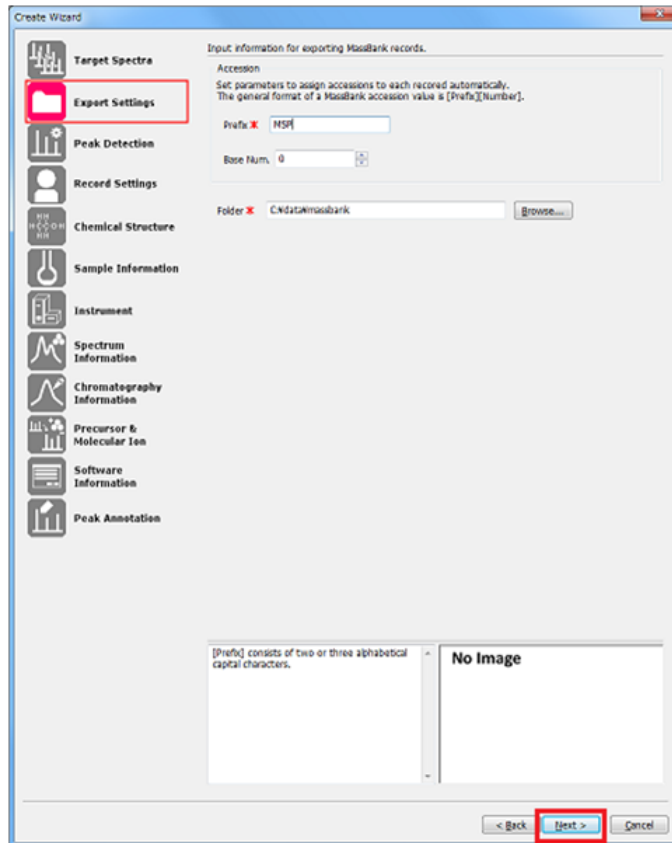 Create Wizard
Target Spectra
Export Settings
Peak Detection
Record Settings
Chemical Structure
Sample Information
Instrument
Spectrum
Information
Chromatography
Information
Precursor &
Molecular Ion
Software
Information
Peak Annotation
Input information for exporting MassBank records.
Accession
Set parameters to assign accessions to each recored automatically.
The general format of a MassBank accession value is [Prefix][Number].
Prefix ✖ MSP
Base Num. 0
Folder ✖ C:¥data¥massbank Browse...
[Prefix] consists of two or three alphabetical
capital characters.
No Image
< Back Next > Cancel